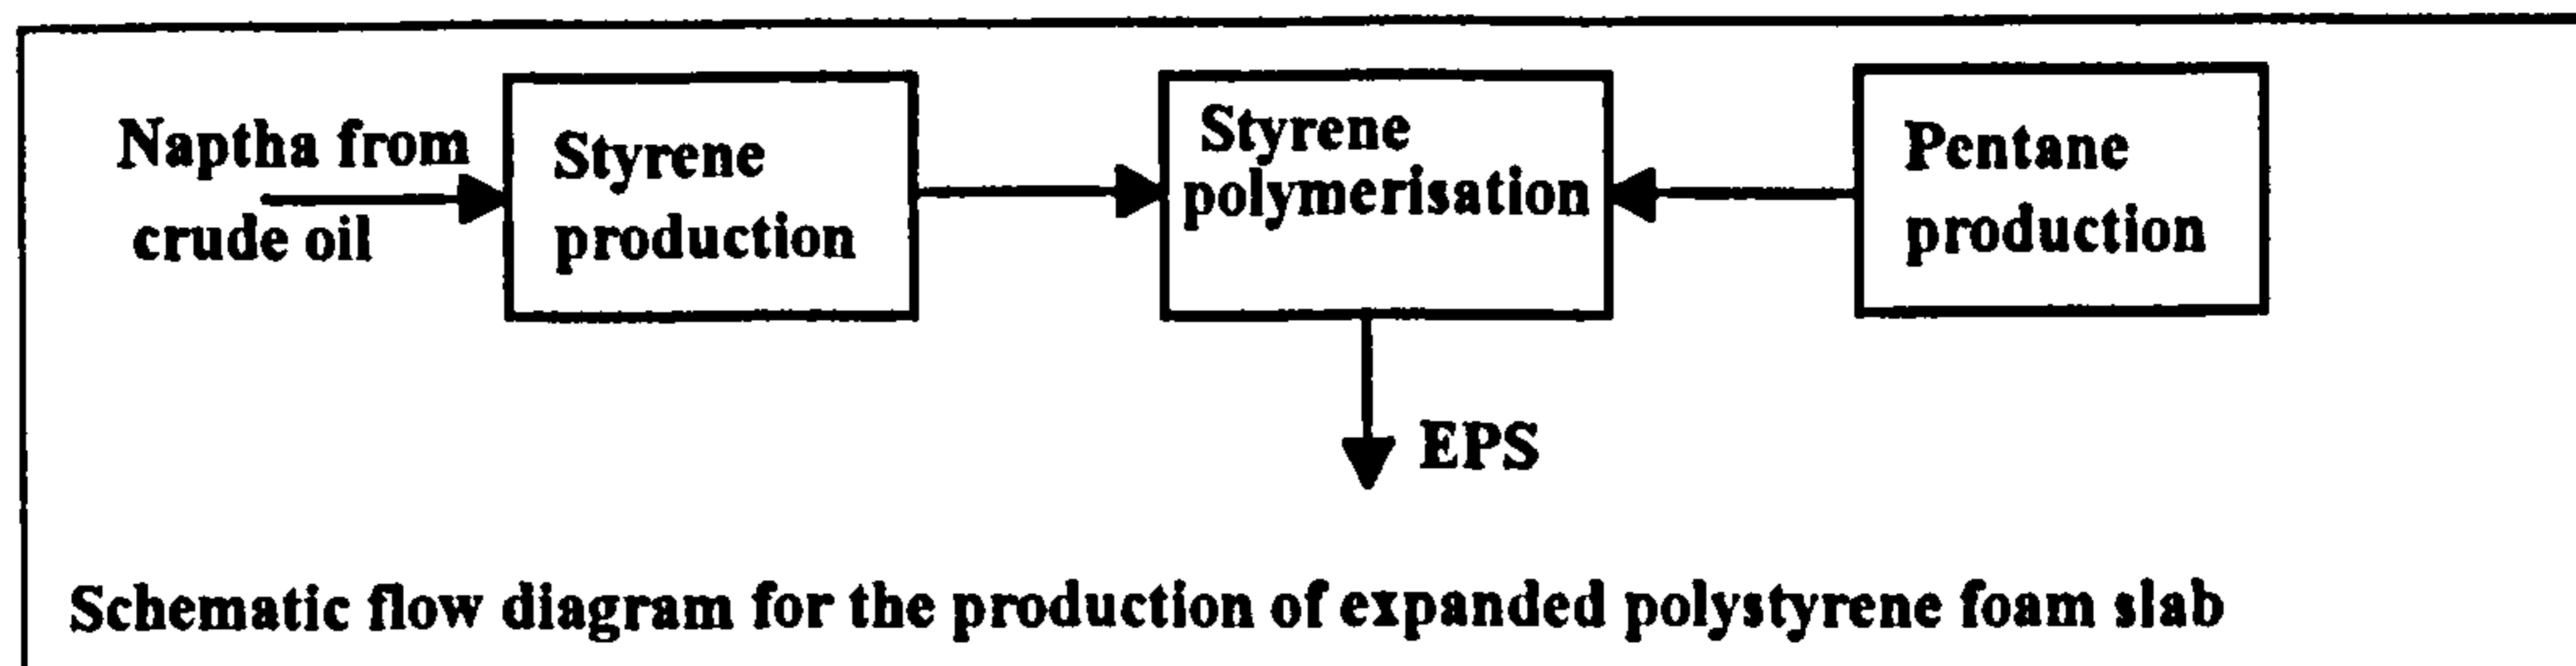 Naptha from
crude oil
Styrene
production
Styrene
polymerisation
Pentane
production
EPS
Schematic flow diagram for the production of expanded polystyrene foam slab